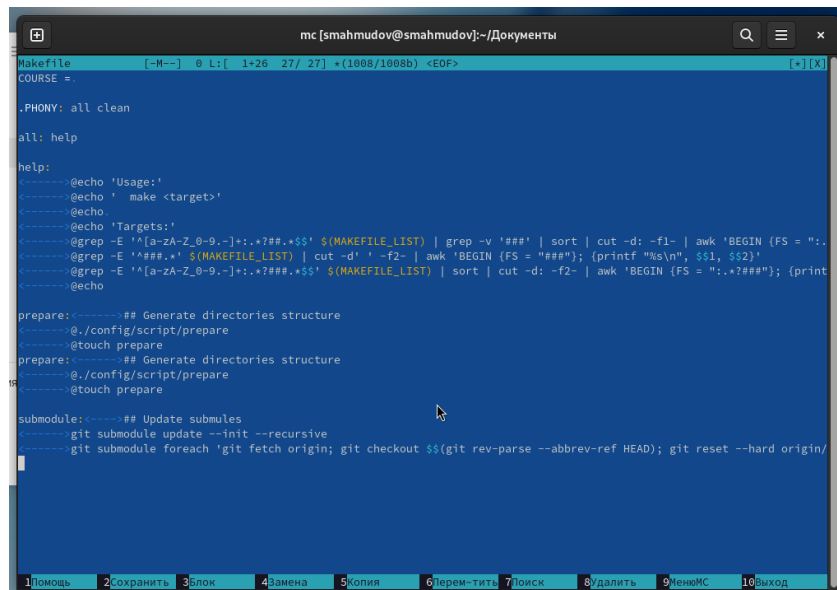 mc [smahmudov@smahmudov]:~/Документы
Makefile [-M--] 0 L:[ 1+26 27/ 27] *(1008/1008b) <EOF> [*][X]
COURSE =.
.PHONY: all clean
all: help
help:
<------>@echo 'Usage:'
<------>@echo '  make <target>'
<------>@echo.
<------>@echo 'Targets:'
<------>@grep -E '^[a-zA-Z_0-9.-]+:.*?##.*$$' $(MAKEFILE_LIST) | grep -v '###' | sort | cut -d: -f1- | awk 'BEGIN {FS = ":.
<------>@grep -E '^###.*' $(MAKEFILE_LIST) | cut -d' ' -f2- | awk 'BEGIN {FS = "###"}; {printf "%s\n", $$1, $$2}'
<------>@grep -E '^[a-zA-Z_0-9.-]+:.*?###.*$$' $(MAKEFILE_LIST) | sort | cut -d: -f2- | awk 'BEGIN {FS = ":.*?###"}; {print
<------>@echo
prepare:<------>## Generate directories structure
<------>@./config/script/prepare
<------>@touch prepare
prepare:<------>## Generate directories structure
<------>@./config/script/prepare
<------>@touch prepare
submodule:<---->## Update submules
<------>git submodule update --init --recursive
<------>git submodule foreach 'git fetch origin; git checkout $$(git rev-parse --abbrev-ref HEAD); git reset --hard origin/
1Помощь 2Сохранить 3Блок 4Замена 5Копия 6Перем~тить 7Поиск 8Удалить 9МенюMC 10Выход